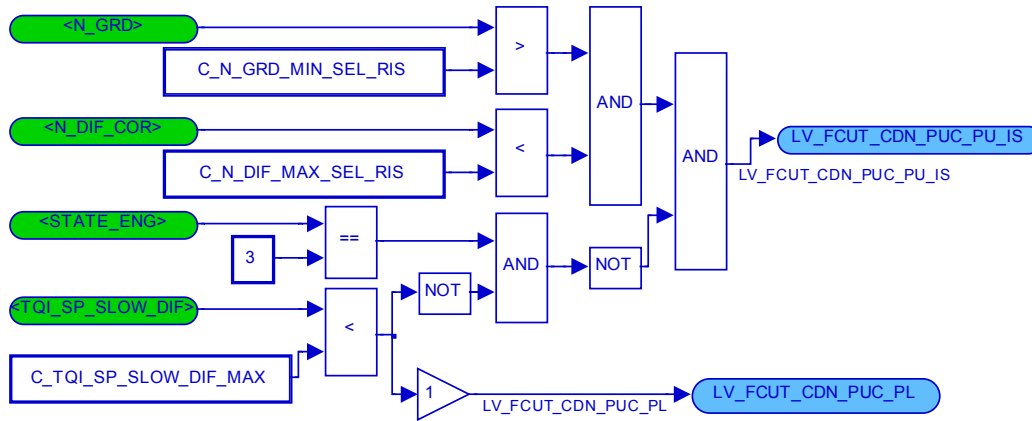 <N_GRD>
>
C_N_GRD_MIN_SEL_RIS
AND
<N_DIF_COR>
<
AND
LV_FCUT_CDN_PUC_PU_IS
C_N_DIF_MAX_SEL_RIS
LV_FCUT_CDN_PUC_PU_IS
<STATE_ENG>
==
3
AND
NOT
NOT
<TQI_SP_SLOW_DIF>
<
C_TQI_SP_SLOW_DIF_MAX
1
LV_FCUT_CDN_PUC_PL
LV_FCUT_CDN_PUC_PL